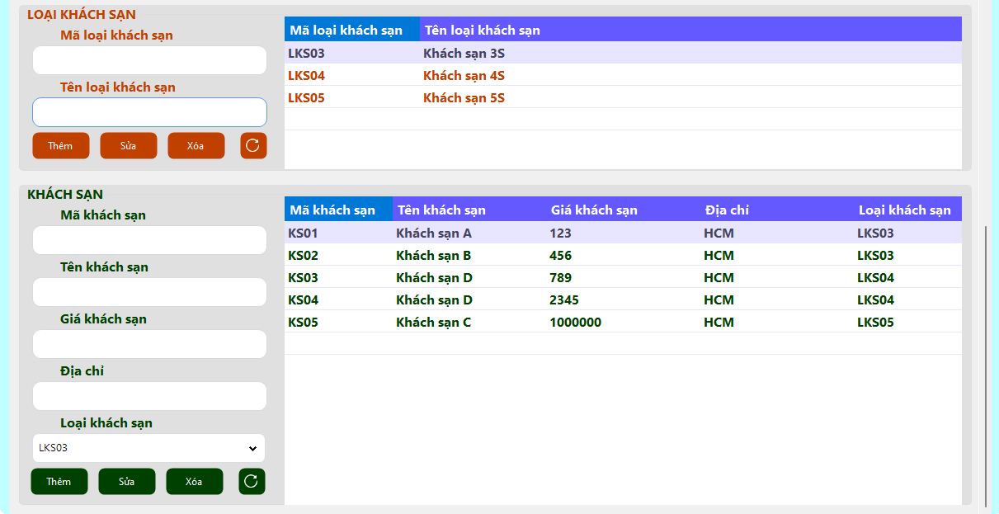 LOẠI KHÁCH SẠN
Mã loại khách sạn
Tên loại khách sạn
Thêm Sửa Xóa
Mã loại khách sạn Tên loại khách sạn
LKS03 Khách sạn 3S
LKS04 Khách sạn 4S
LKS05 Khách sạn 5S
KHÁCH SẠN
Mã khách sạn
Tên khách sạn
Giá khách sạn
Địa chỉ
Loại khách sạn
LKS03
Thêm Sửa Xóa
Mã khách sạn Tên khách sạn Giá khách sạn Địa chỉ Loại khách sạn
KS01 Khách sạn A 123 HCM LKS03
KS02 Khách sạn B 456 HCM LKS03
KS03 Khách sạn D 789 HCM LKS04
KS04 Khách sạn D 2345 HCM LKS04
KS05 Khách sạn C 1000000 HCM LKS05